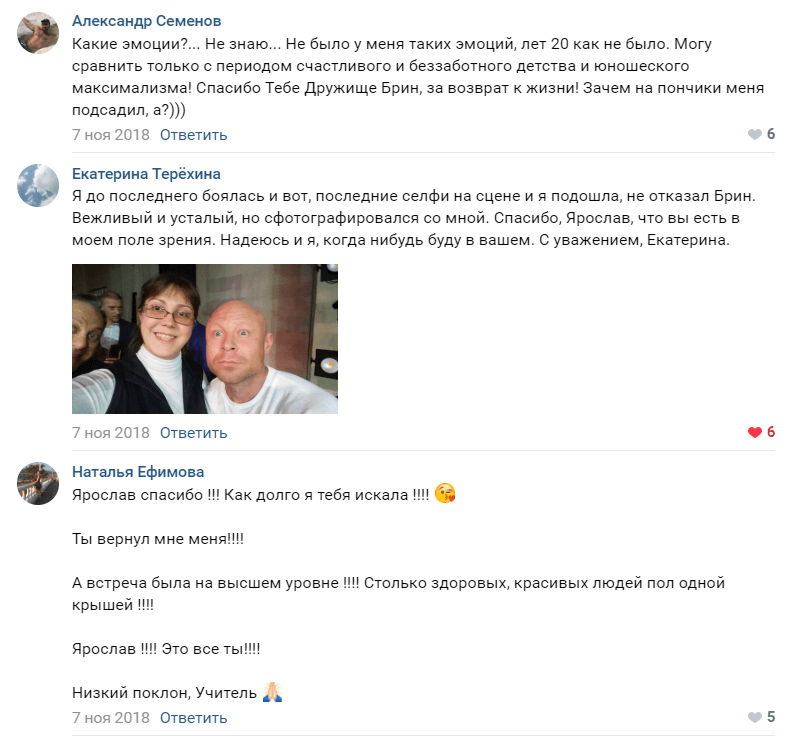 Александр Семенов
Какие эмоции?... Не знаю... Не было у меня таких эмоций, лет 20 как не было. Могу
сравнить только с периодом счастливого и беззаботного детства и юношеского
максимализма! Спасибо Тебе Дружище Брин, за возврат к жизни! Зачем на пончики меня
подсадил, а?)))
7 ноя 2018 Ответить 6
Екатерина Терёхина
Я до последнего боялась и вот, последние селфи на сцене и я подошла, не отказал Брин.
Вежливый и усталый, но сфотографировался со мной. Спасибо, Ярослав, что вы есть в
моем поле зрения. Надеюсь и я, когда нибудь буду в вашем. С уважением, Екатерина.
7 ноя 2018 Ответить 6
Наталья Ефимова
Ярослав спасибо !!! Как долго я тебя искала !!!! 😘
Ты вернул мне меня!!!!
А встреча была на высшем уровне !!!! Столько здоровых, красивых людей пол одной
крышей !!!!
Ярослав !!!! Это все ты!!!!
Низкий поклон, Учитель 🙏🏻
7 ноя 2018 Ответить 5